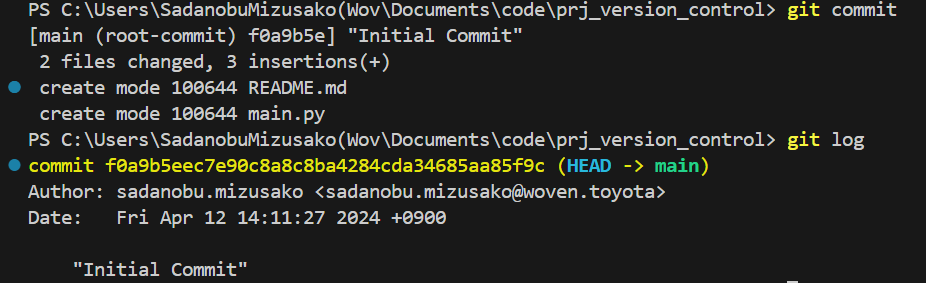 PS C:\Users\SadanobuMizusako(Wov\Documents\code\prj_version_control> git commit
[main (root-commit) f0a9b5e] "Initial Commit"
 2 files changed, 3 insertions(+)
 create mode 100644 README.md
 create mode 100644 main.py
PS C:\Users\SadanobuMizusako(Wov\Documents\code\prj_version_control> git log
commit f0a9b5eec7e90c8a8c8ba4284cda34685aa85f9c (HEAD -> main)
Author: sadanobu.mizusako <sadanobu.mizusako@woven.toyota>
Date:   Fri Apr 12 14:11:27 2024 +0900
    "Initial Commit"